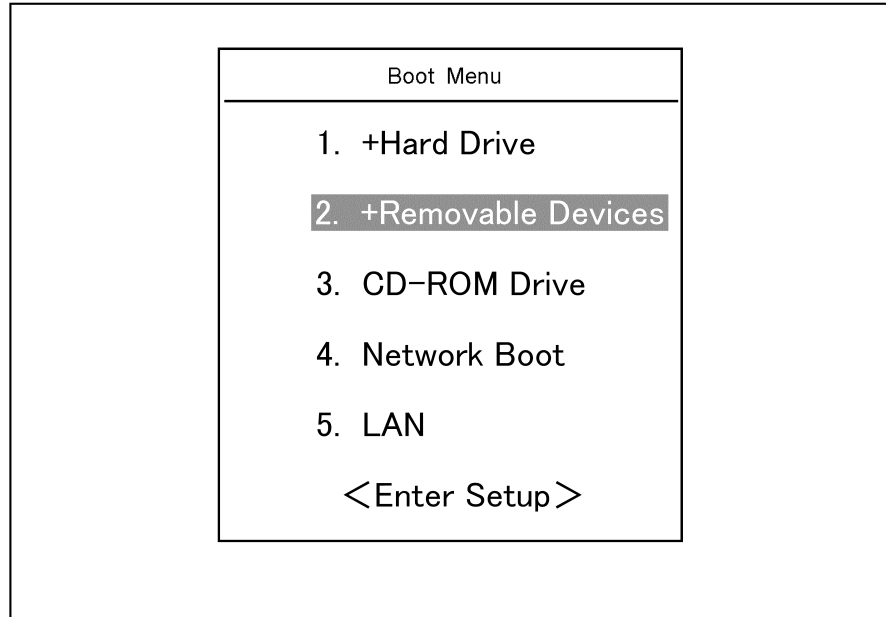 Boot Menu
1. +Hard Drive
2. +Removable Devices
3. CD-ROM Drive
4. Network Boot
5. LAN
<Enter Setup>